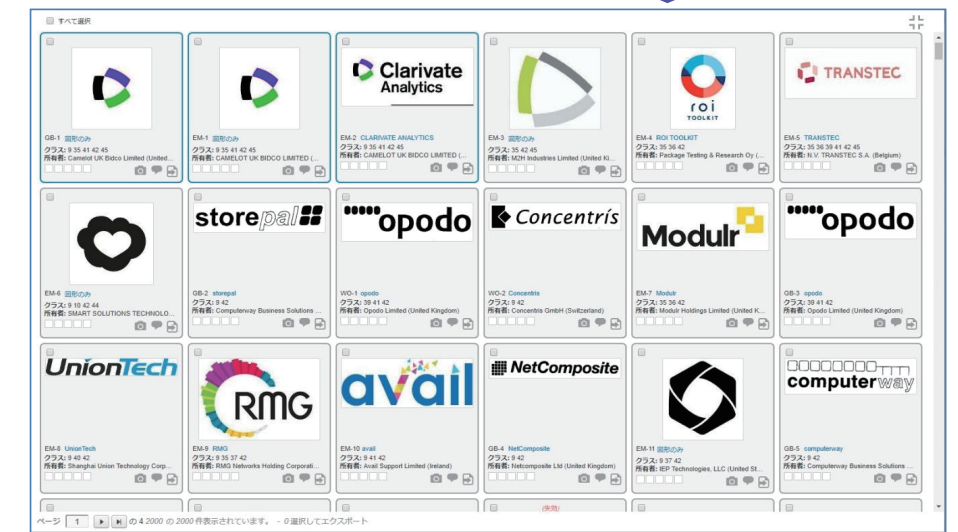 すべて選択
Clarivate
Analytics
roi
TOOLKIT
TRANSTEC
GB-1 図形のみ
クラス: 9 35 41 42 45
所有者: Camelot UK Bidco Limited (United...
EM-1 図形のみ
クラス: 9 35 41 42 45
所有者: CAMELOT UK BIDCO LIMITED (...
EM-2 CLARIVATE ANALYTICS
クラス: 9 35 41 42 45
所有者: CAMELOT UK BIDCO LIMITED (...
EM-3 図形のみ
クラス: 35 42 45
所有者: M2H Industries Limited (United Ki...
EM-4 ROI TOOLKIT
クラス: 35 36 42
所有者: Package Testing & Research Oy (...
EM-5 TRANSTEC
クラス: 35 36 39 41 42 45
所有者: N.V. TRANSTEC S.A. (Belgium)
storepal
opodo
Concentrís
Modulr
opodo
EM-6 図形のみ
クラス: 9 10 42 44
所有者: SMART SOLUTIONS TECHNOLO...
GB-2 storepal
クラス: 9 42
所有者: Computerway Business Solutions ...
WO-1 opodo
クラス: 39 41 42
所有者: Opodo Limited (United Kingdom)
WO-2 Concentris
クラス: 9 42
所有者: Concentris GmbH (Switzerland)
EM-7 Modulr
クラス: 35 36 42
所有者: Modulr Holdings Limited (United K...
GB-3 opodo
クラス: 39 41 42
所有者: Opodo Limited (United Kingdom)
UnionTech
RMG
avail
NetComposite
computerway
EM-8 UnionTech
クラス: 9 40 42
所有者: Shanghai Union Technology Corp...
EM-9 RMG
クラス: 9 35 37 42
所有者: RMG Networks Holding Corporati...
EM-10 avail
クラス: 9 41 42
所有者: Avail Support Limited (Ireland)
GB-4 NetComposite
クラス: 9 42
所有者: Netcomposite Ltd (United Kingdom)
EM-11 図形のみ
クラス: 9 37 42
所有者: IEP Technologies, LLC (United St...
GB-5 computerway
クラス: 9 42
所有者: Computerway Business Solutions ...
(失効)
ページ 1 の 4 2000 の 2000 件表示されています。 - 0 選択してエクスポート